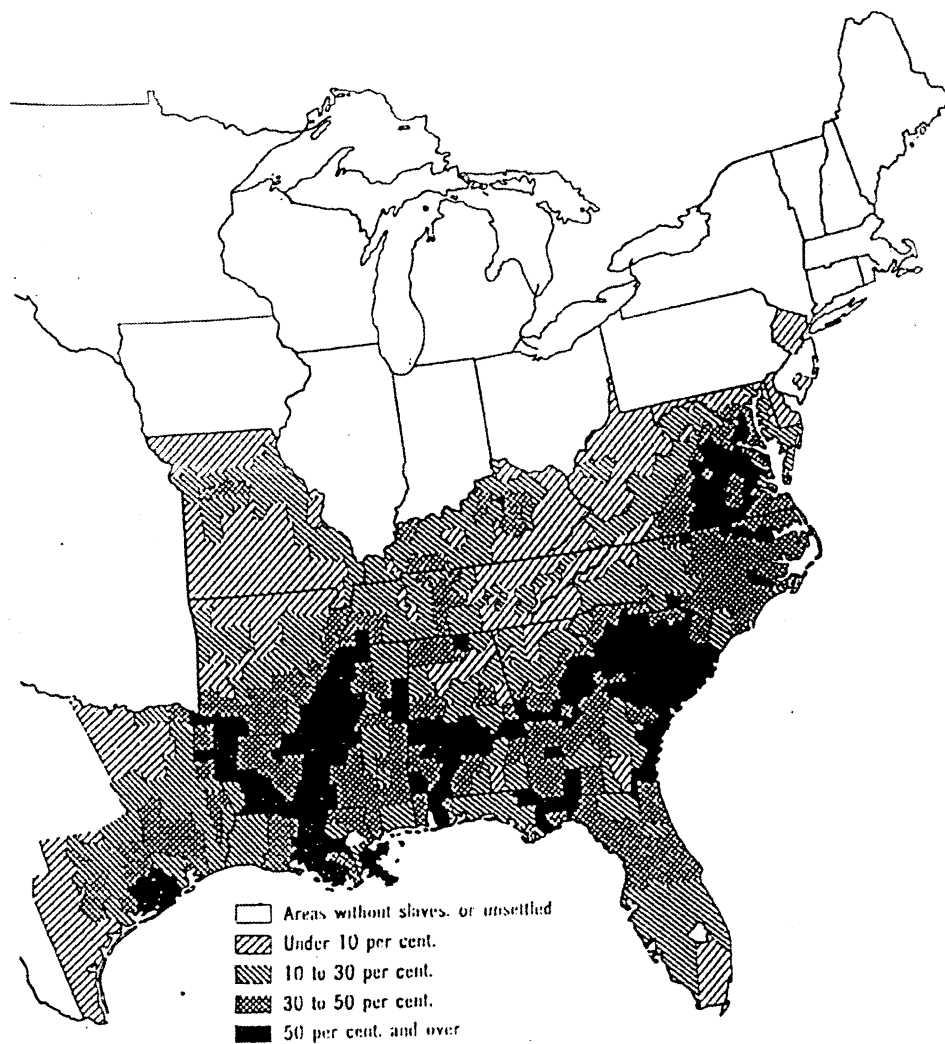 Areas without slaves. or unsettled
Under 10 per cent.
10 to 30 per cent.
30 to 50 per cent.
50 per cent. and over